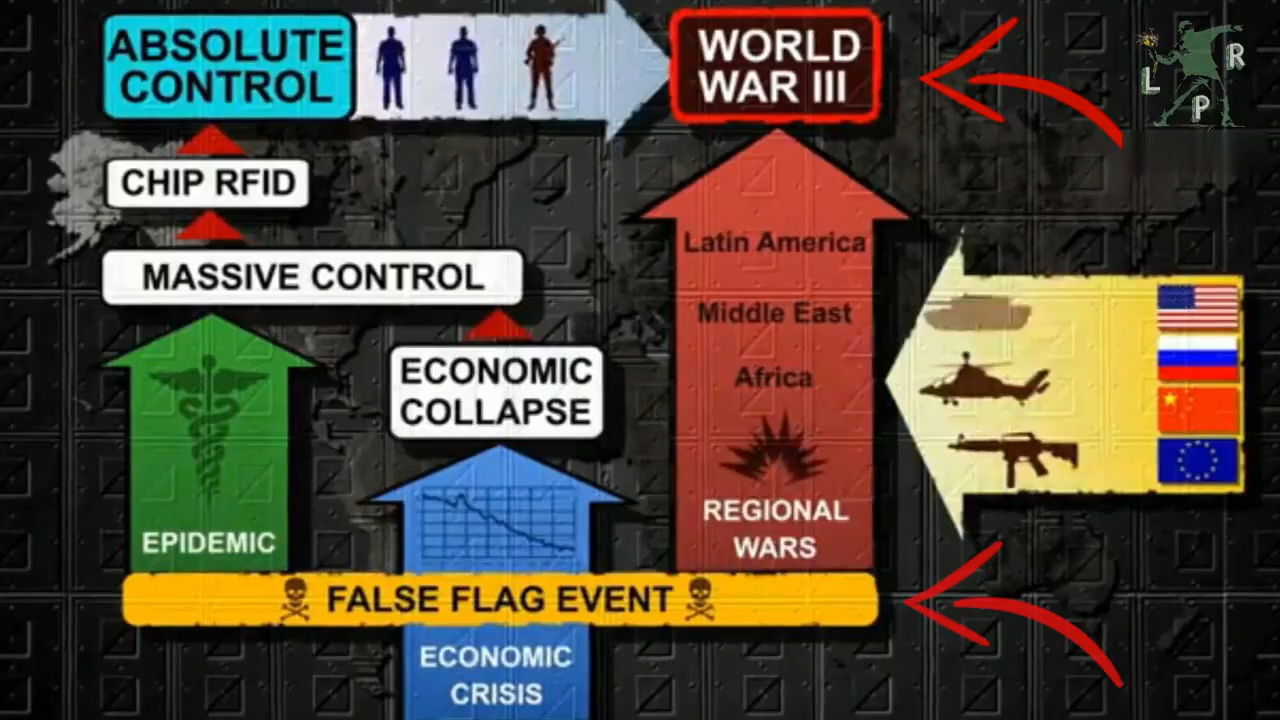 ABSOLUTE
CONTROL
WORLD
WAR III
L
P
R
CHIP RFID
MASSIVE CONTROL
Latin America
Middle East
Africa
ECONOMIC
COLLAPSE
REGIONAL
WARS
EPIDEMIC
FALSE FLAG EVENT
ECONOMIC
CRISIS